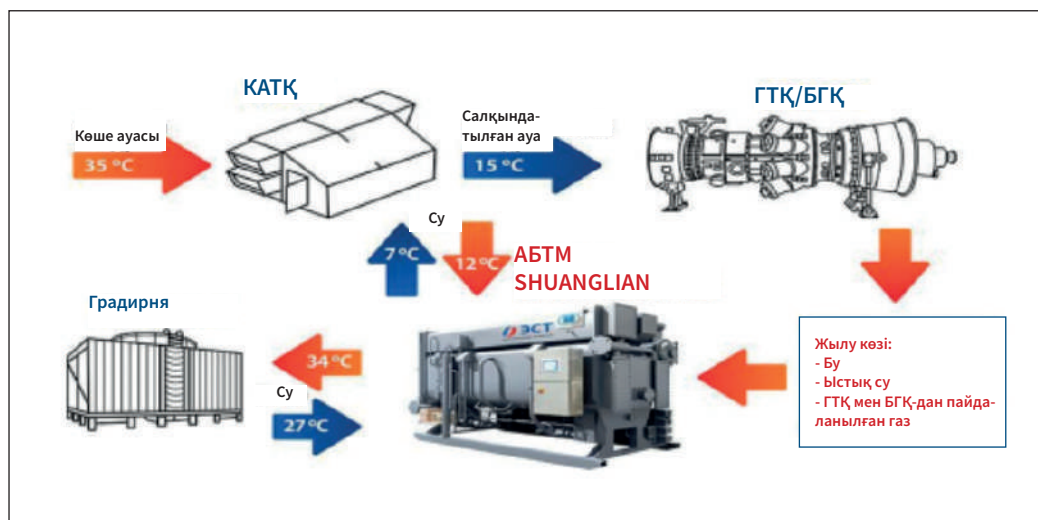 КАТҚ
ГТҚ/БГҚ
Көше ауасы
35 °C
Салқында-
тылған ауа
15 °C
Су
7 °C
12 °C
АБТМ
SHUANGLIAN
Градирня
ЭСТ
34 °C
Су
27 °C
Жылу көзі:
- Бу
- Ыстық су
- ГТҚ мен БГҚ-дан пайда-
ланылған газ